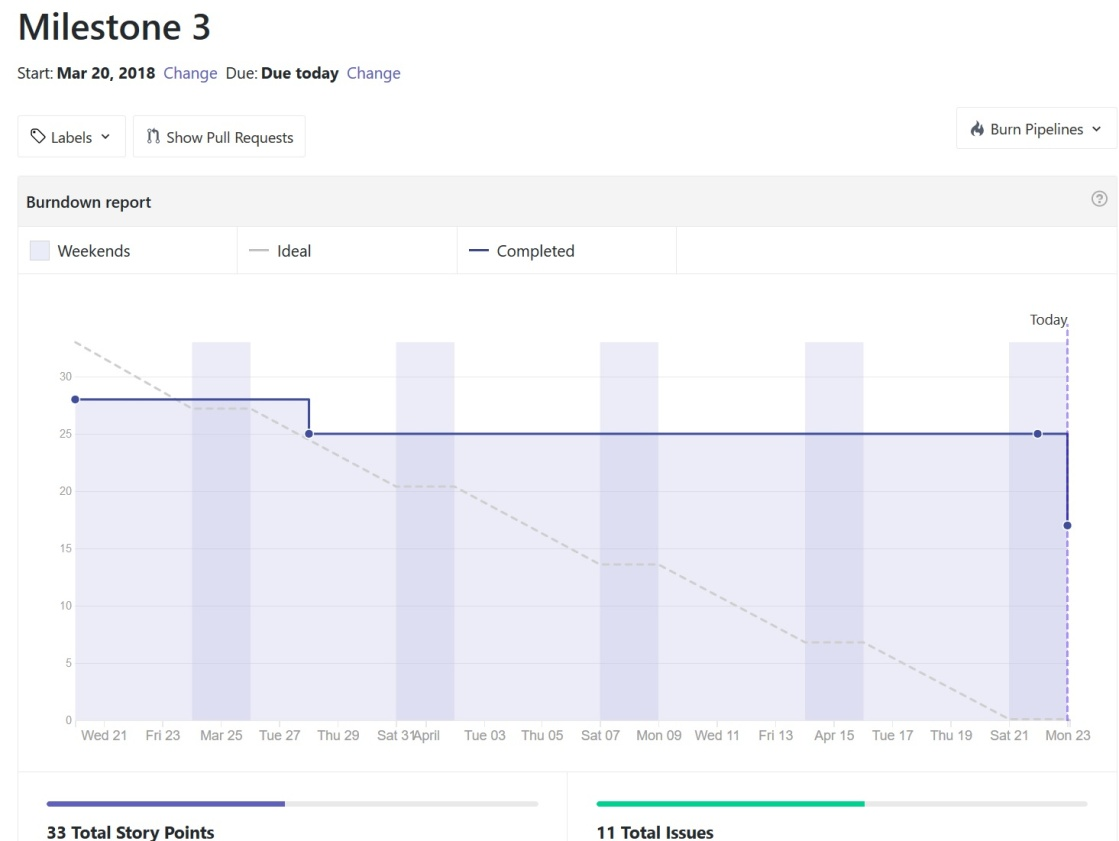 Milestone 3
Start: Mar 20, 2018 Change Due: Due today Change
Labels Show Pull Requests Burn Pipelines
Burndown report
Weekends Ideal Completed
Today
30
25
20
15
10
5
0
Wed 21 Fri 23 Mar 25 Tue 27 Thu 29 Sat 31 April Tue 03 Thu 05 Sat 07 Mon 09 Wed 11 Fri 13 Apr 15 Tue 17 Thu 19 Sat 21 Mon 23
33 Total Story Points 11 Total Issues